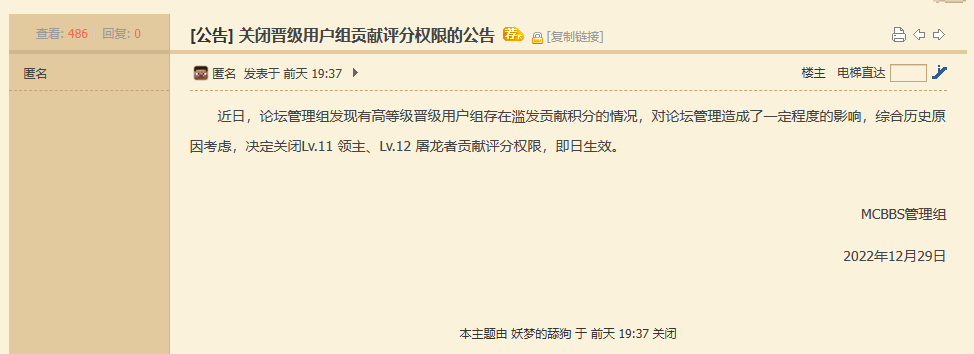 查看: 486 回复: 0
[公告] 关闭晋级用户组贡献评分权限的公告 荐 [复制链接]
匿名
匿名 发表于 前天 19:37 楼主 电梯直达
近日，论坛管理组发现有高等级晋级用户组存在滥发贡献积分的情况，对论坛管理造成了一定程度的影响，综合历史原
因考虑，决定关闭Lv.11 领主、Lv.12 屠龙者贡献评分权限，即日生效。
MCBBS管理组
2022年12月29日
本主题由 妖梦的舔狗 于 前天 19:37 关闭